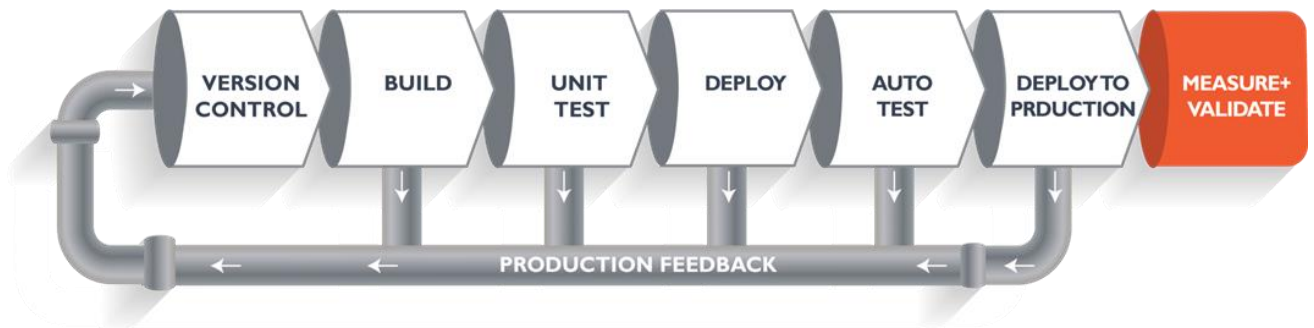 VERSION
CONTROL
BUILD
UNIT
TEST
DEPLOY
AUTO
TEST
DEPLOY TO
PRDUCTION
MEASURE+
VALIDATE
PRODUCTION FEEDBACK